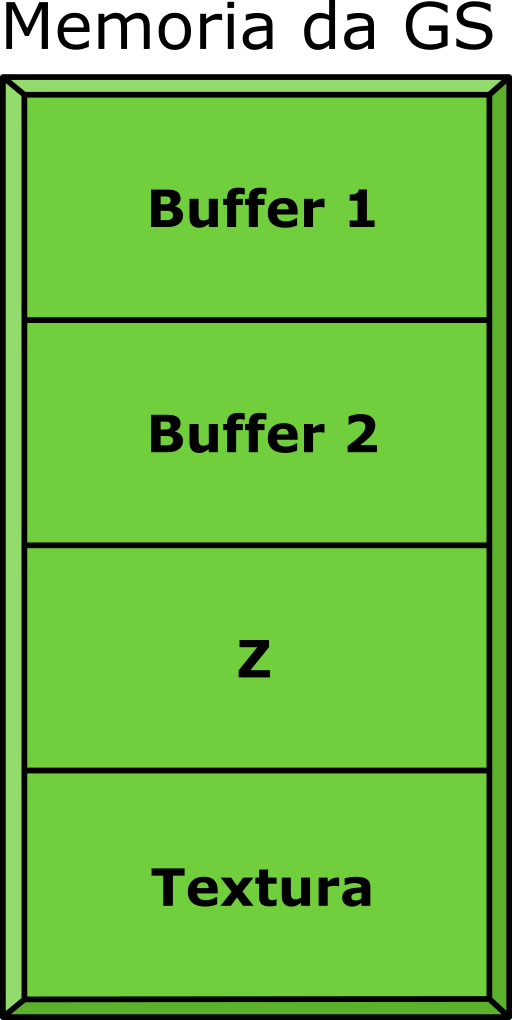 Memoria da GS
Buffer 1
Buffer 2
Z
Textura